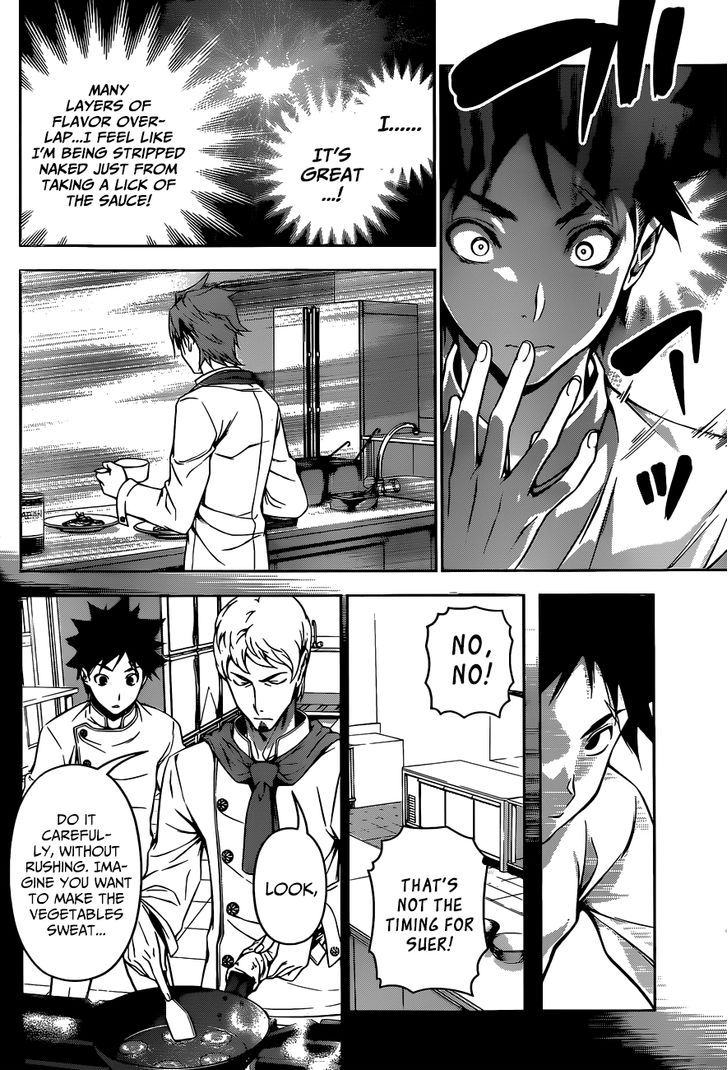 I......
IT'S
GREAT
...!
MANY
LAYERS OF
FLAVOR OVER-
LAP...I FEEL LIKE
I'M BEING STRIPPED
NAKED JUST FROM
TAKING A LICK OF
THE SAUCE!
NO,
NO!
THAT'S
NOT THE
TIMING FOR
SUER!
LOOK,
DO IT
CAREFUL-
LY, WITHOUT
RUSHING. IMA-
GINE YOU WANT
TO MAKE THE
VEGETABLES
SWEAT...